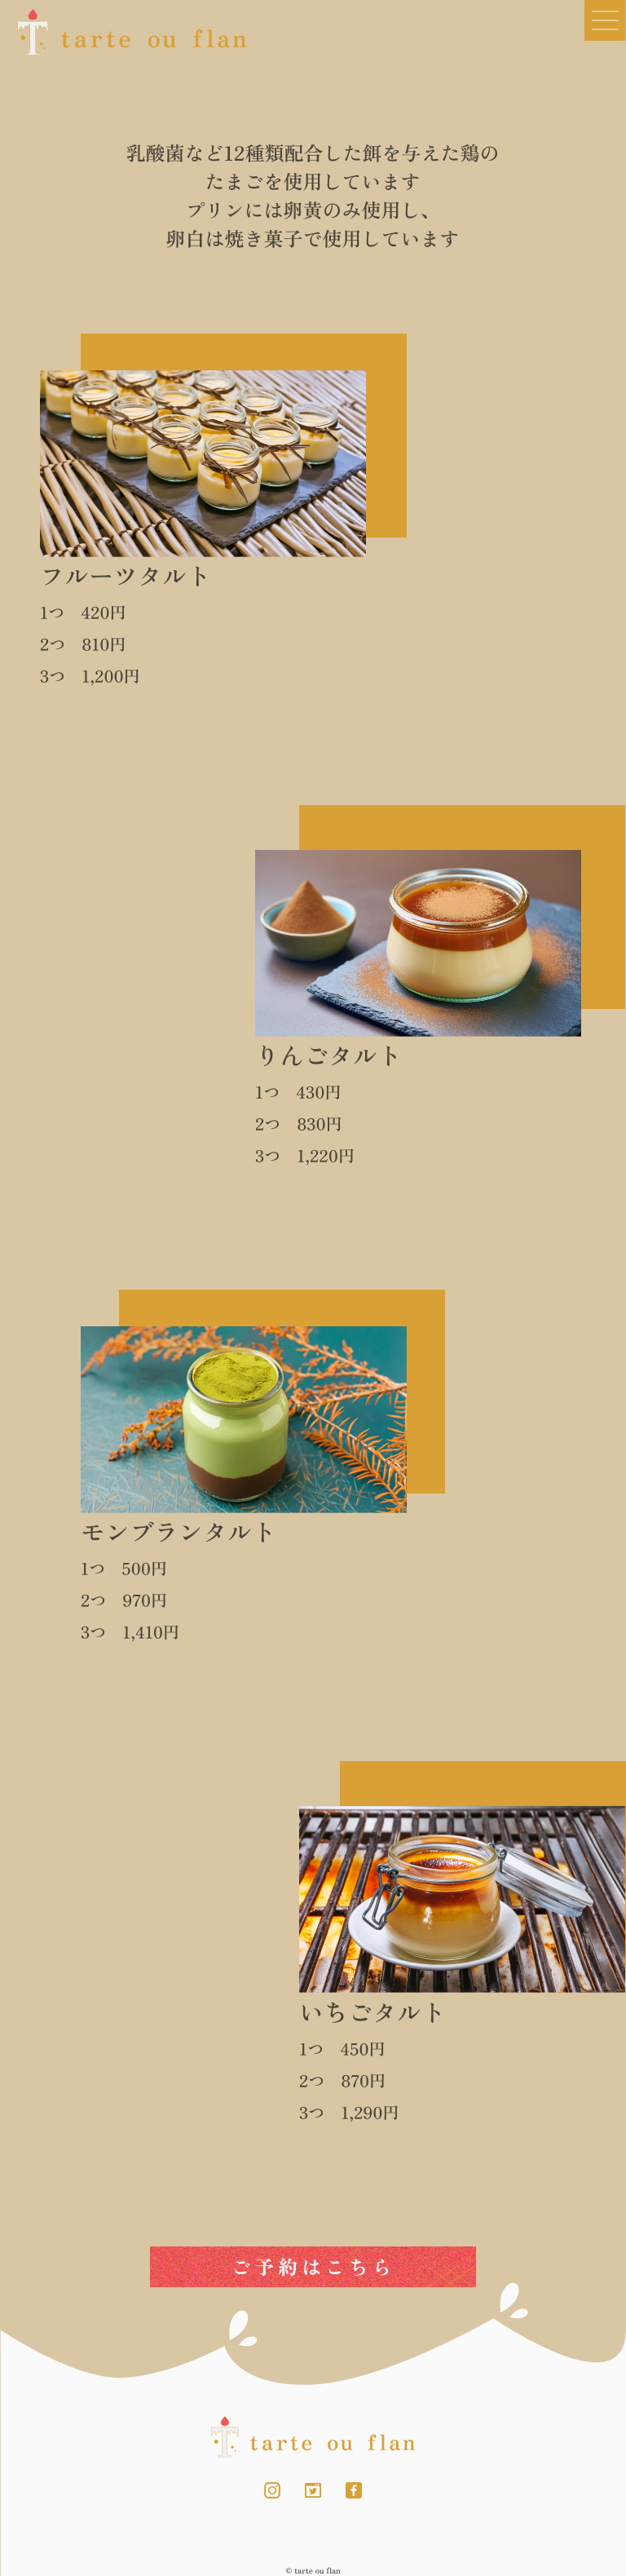 tarte ou flan
乳酸菌など12種類配合した餌を与えた鶏の
たまごを使用しています
プリンには卵黄のみ使用し、
卵白は焼き菓子で使用しています
フルーツタルト
1つ　420円
2つ　810円
3つ　1,200円
りんごタルト
1つ　430円
2つ　830円
3つ　1,220円
モンブランタルト
1つ　500円
2つ　970円
3つ　1,410円
いちごタルト
1つ　450円
2つ　870円
3つ　1,290円
ご予約はこちら
tarte ou flan
© tarte ou flan